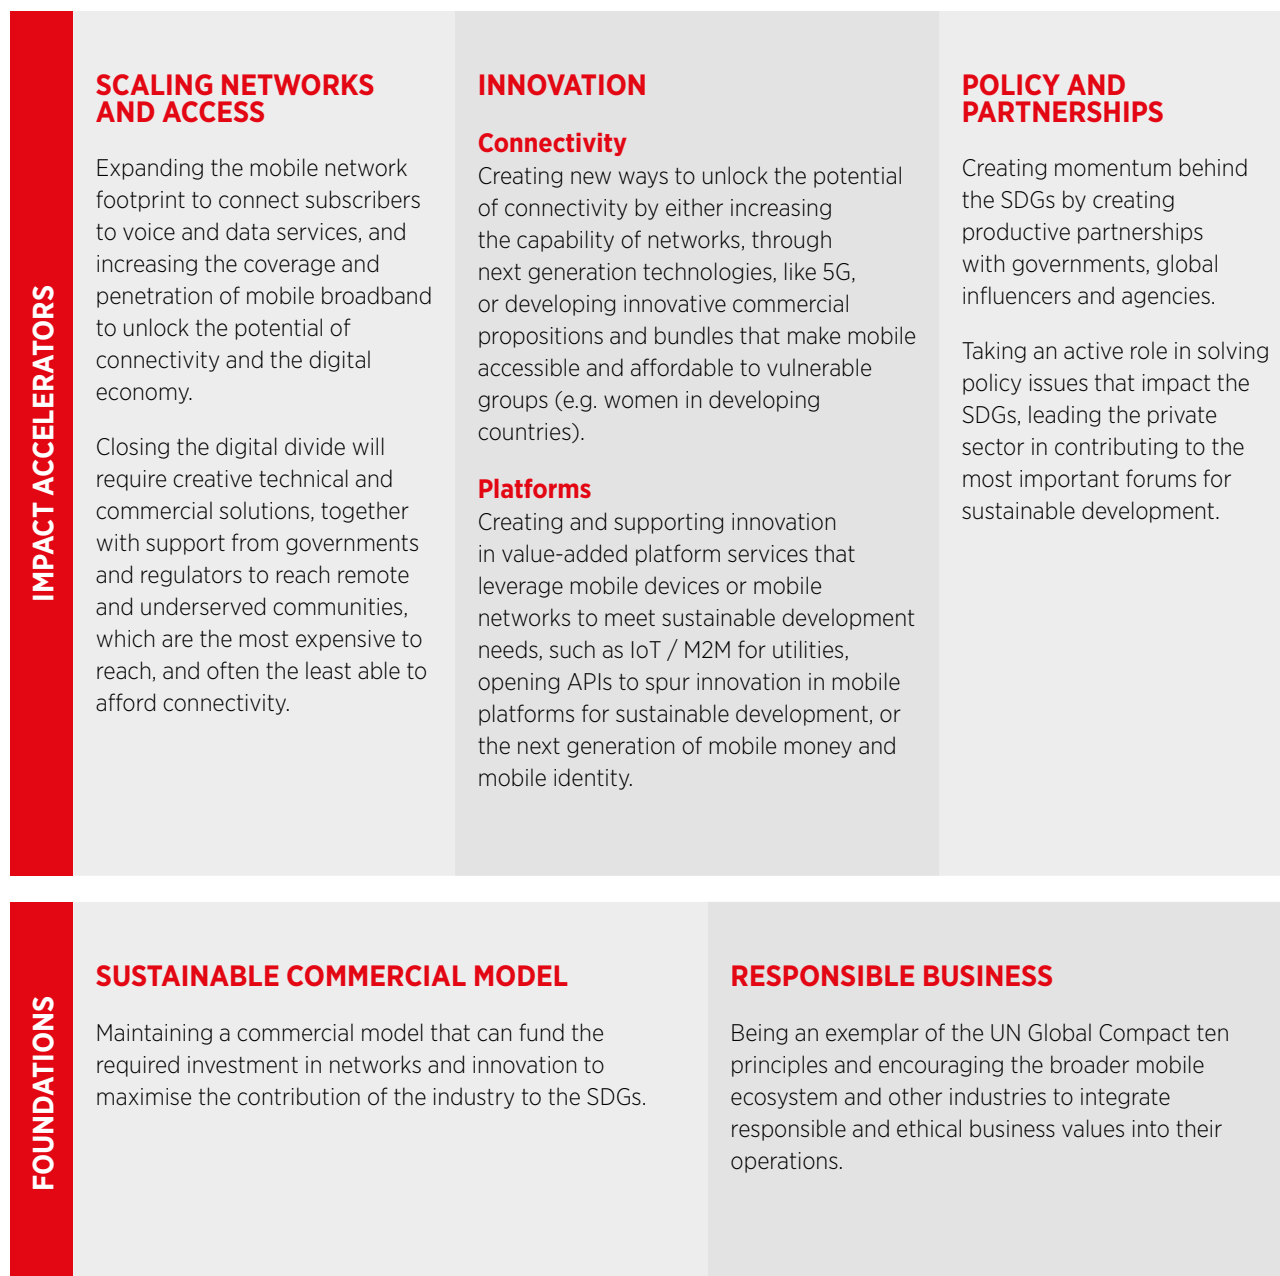 IMPACT ACCELERATORS
SCALING NETWORKS
AND ACCESS
Expanding the mobile network
footprint to connect subscribers
to voice and data services, and
increasing the coverage and
penetration of mobile broadband
to unlock the potential of
connectivity and the digital
economy.
Closing the digital divide will
require creative technical and
commercial solutions, together
with support from governments
and regulators to reach remote
and underserved communities,
which are the most expensive to
reach, and often the least able to
afford connectivity.
INNOVATION
Connectivity
Creating new ways to unlock the potential
of connectivity by either increasing
the capability of networks, through
next generation technologies, like 5G,
or developing innovative commercial
propositions and bundles that make mobile
accessible and affordable to vulnerable
groups (e.g. women in developing
countries).
Platforms
Creating and supporting innovation
in value-added platform services that
leverage mobile devices or mobile
networks to meet sustainable development
needs, such as IoT / M2M for utilities,
opening APIs to spur innovation in mobile
platforms for sustainable development, or
the next generation of mobile money and
mobile identity.
POLICY AND
PARTNERSHIPS
Creating momentum behind
the SDGs by creating
productive partnerships
with governments, global
influencers and agencies.
Taking an active role in solving
policy issues that impact the
SDGs, leading the private
sector in contributing to the
most important forums for
sustainable development.
FOUNDATIONS
SUSTAINABLE COMMERCIAL MODEL
Maintaining a commercial model that can fund the
required investment in networks and innovation to
maximise the contribution of the industry to the SDGs.
RESPONSIBLE BUSINESS
Being an exemplar of the UN Global Compact ten
principles and encouraging the broader mobile
ecosystem and other industries to integrate
responsible and ethical business values into their
operations.